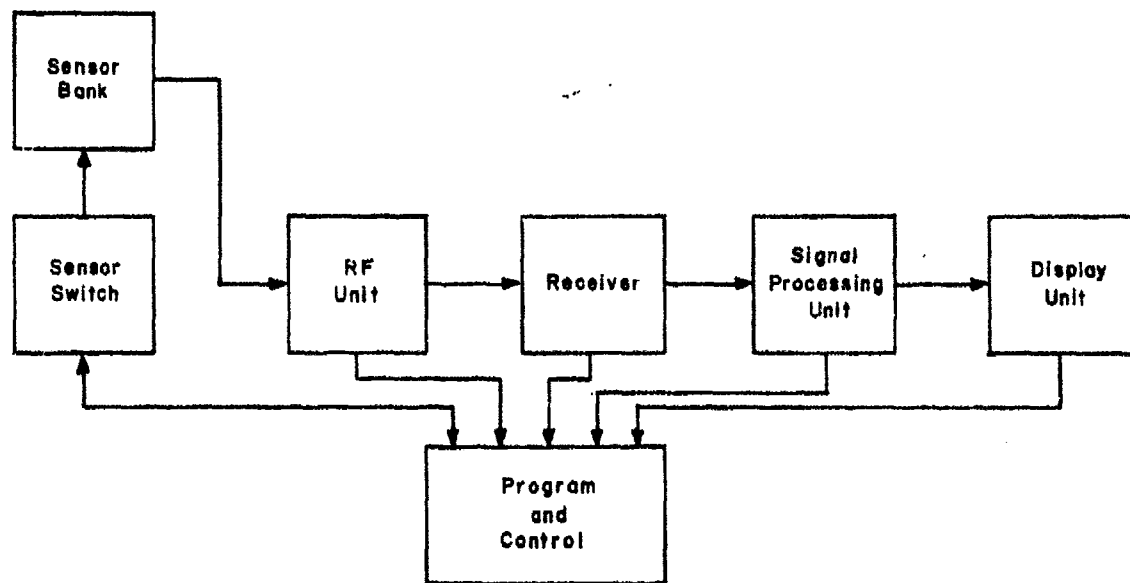 Sensor
Bank
Sensor
Switch
RF
Unit
Receiver
Signal
Processing
Unit
Display
Unit
Program
and
Control